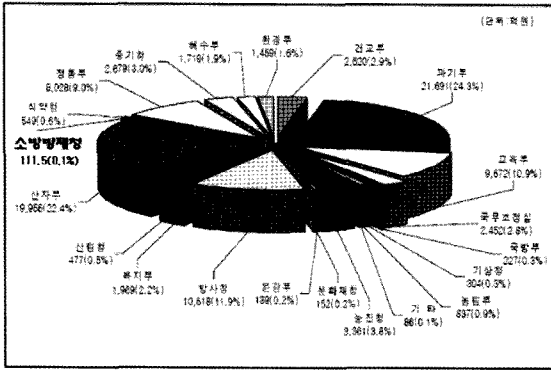 (단위:억원)
환경부
1,469(1.6%)
건교부
2,620(2.9%)
과기부
21,691(24.3%)
교육부
9,672(10.9%)
국무조정실
2,452(2.8%)
국방부
227(0.3%)
기상청
304(0.3%)
농림부
837(0.9%)
기 타
86(0.1%)
농진청
3,361(3.8%)
문화재청
152(0.2%)
문광부
139(0.2%)
방사청
10,618(11.9%)
복지부
1,969(2.2%)
산림청
477(0.5%)
산자부
19,966(22.4%)
소방방재청
111.5(0.1%)
식약청
549(0.6%)
정통부
8,028(9.0%)
중기청
2,679(3.0%)
해수부
1,719(1.9%)